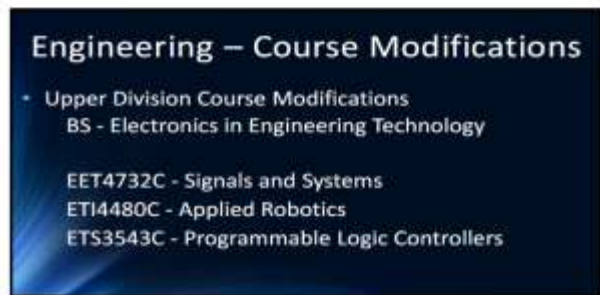 Engineering – Course Modifications
• Upper Division Course Modifications
BS - Electronics in Engineering Technology
EET4732C - Signals and Systems
ETI4480C - Applied Robotics
ETS3543C - Programmable Logic Controllers